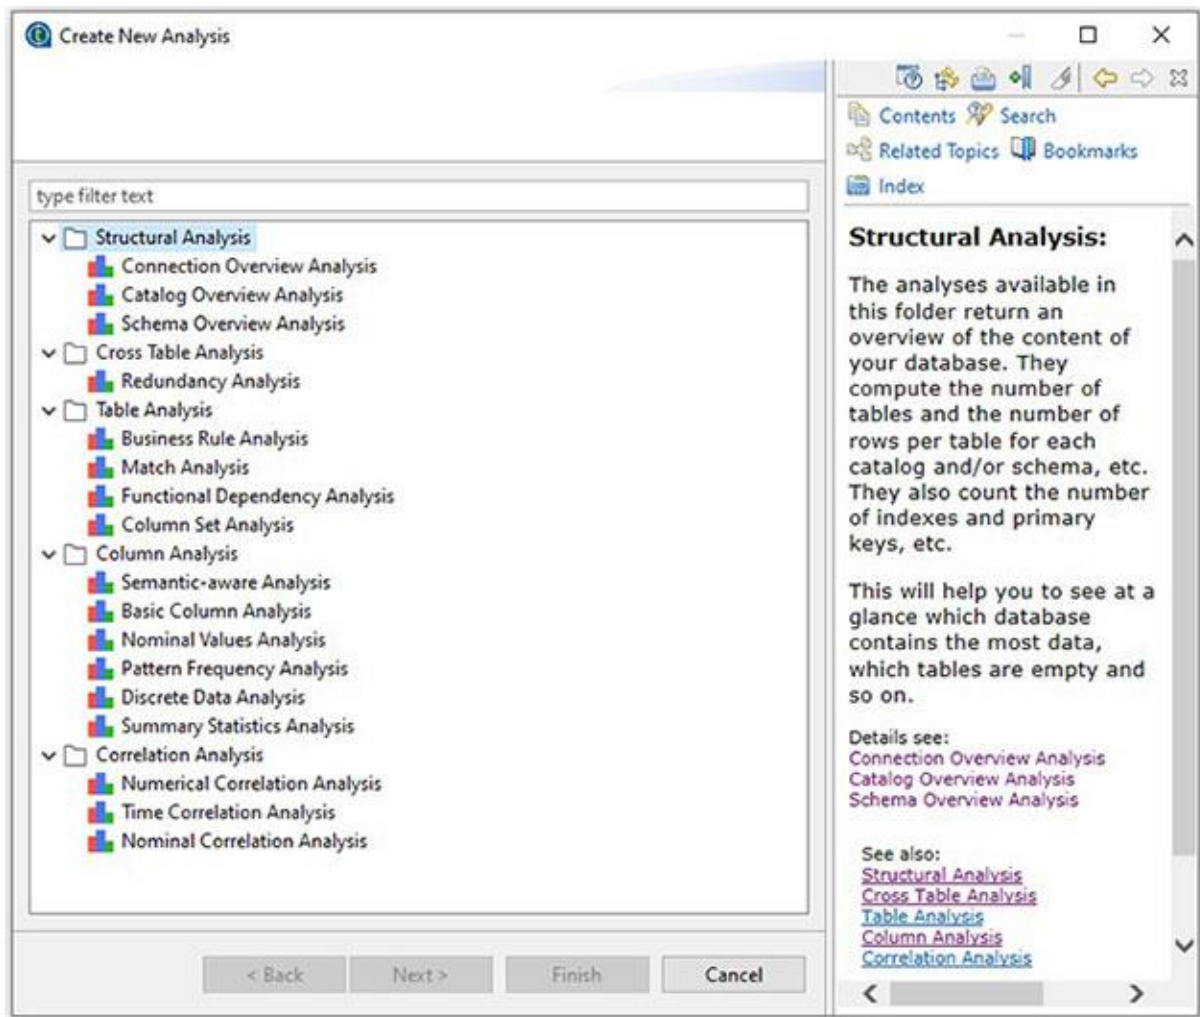 Create New Analysis
type filter text
Structural Analysis
Connection Overview Analysis
Catalog Overview Analysis
Schema Overview Analysis
Cross Table Analysis
Redundancy Analysis
Table Analysis
Business Rule Analysis
Match Analysis
Functional Dependency Analysis
Column Set Analysis
Column Analysis
Semantic-aware Analysis
Basic Column Analysis
Nominal Values Analysis
Pattern Frequency Analysis
Discrete Data Analysis
Summary Statistics Analysis
Correlation Analysis
Numerical Correlation Analysis
Time Correlation Analysis
Nominal Correlation Analysis
< Back Next > Finish Cancel
Contents Search
Related Topics Bookmarks
Index
Structural Analysis:
The analyses available in
this folder return an
overview of the content of
your database. They
compute the number of
tables and the number of
rows per table for each
catalog and/or schema, etc.
They also count the number
of indexes and primary
keys, etc.
This will help you to see at a
glance which database
contains the most data,
which tables are empty and
so on.
Details see:
Connection Overview Analysis
Catalog Overview Analysis
Schema Overview Analysis
See also:
Structural Analysis
Cross Table Analysis
Table Analysis
Column Analysis
Correlation Analysis